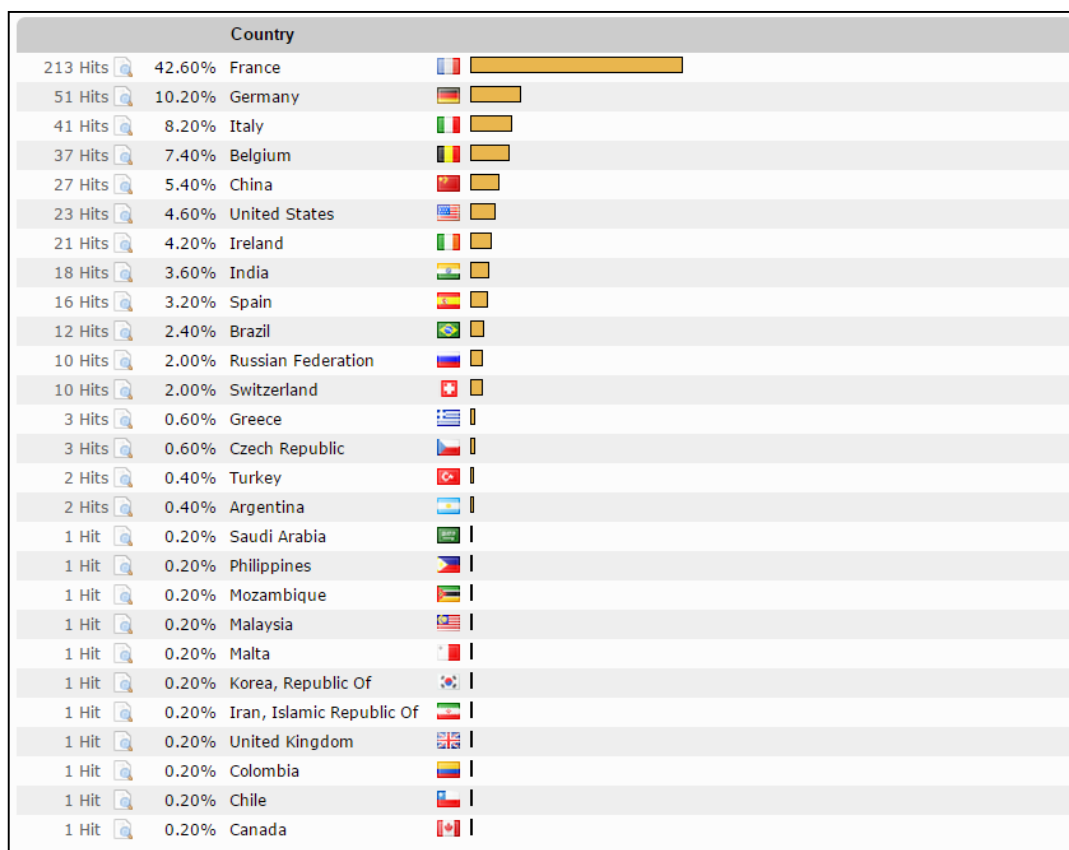 Country
213 Hits 42.60% France
51 Hits 10.20% Germany
41 Hits 8.20% Italy
37 Hits 7.40% Belgium
27 Hits 5.40% China
23 Hits 4.60% United States
21 Hits 4.20% Ireland
18 Hits 3.60% India
16 Hits 3.20% Spain
12 Hits 2.40% Brazil
10 Hits 2.00% Russian Federation
10 Hits 2.00% Switzerland
3 Hits 0.60% Greece
3 Hits 0.60% Czech Republic
2 Hits 0.40% Turkey
2 Hits 0.40% Argentina
1 Hit 0.20% Saudi Arabia
1 Hit 0.20% Philippines
1 Hit 0.20% Mozambique
1 Hit 0.20% Malaysia
1 Hit 0.20% Malta
1 Hit 0.20% Korea, Republic Of
1 Hit 0.20% Iran, Islamic Republic Of
1 Hit 0.20% United Kingdom
1 Hit 0.20% Colombia
1 Hit 0.20% Chile
1 Hit 0.20% Canada